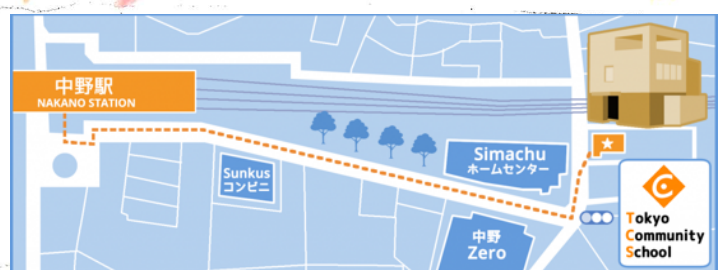 中野駅
NAKANO STATION
Sunkus
コンビニ
Simachu
ホームセンター
中野
Zero
Tokyo
Community
School